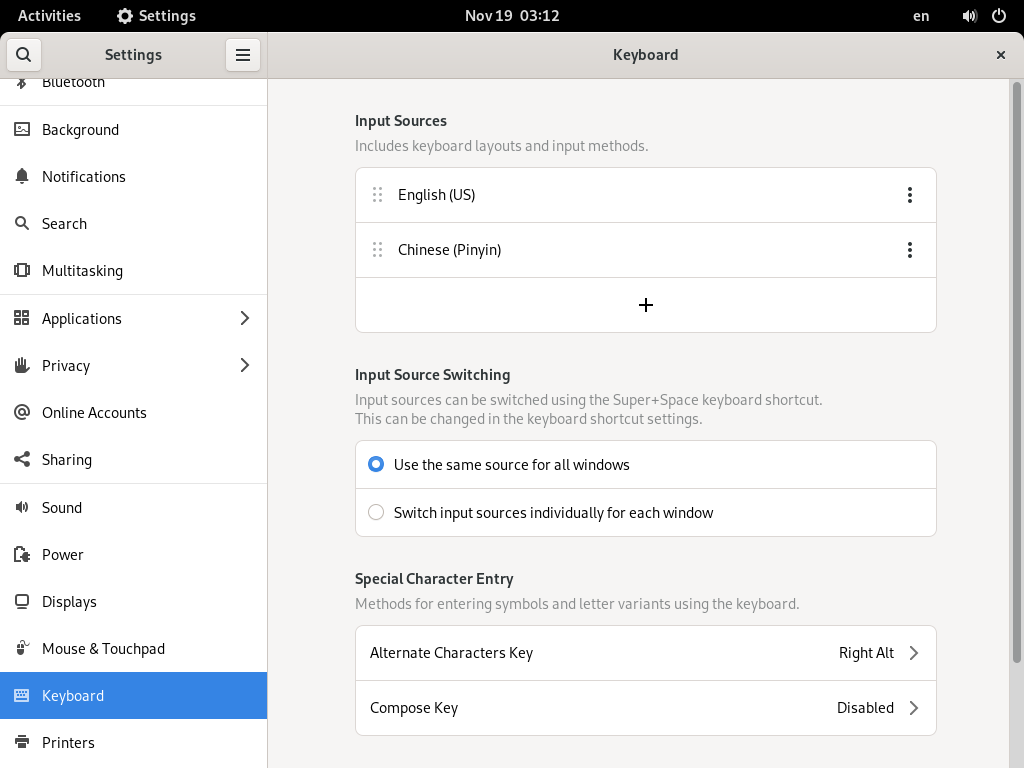 Activities
Settings
Nov 19 03:12
en
Settings
Keyboard
Bluetooth
Background
Notifications
Search
Multitasking
Applications
Privacy
Online Accounts
Sharing
Sound
Power
Displays
Mouse & Touchpad
Keyboard
Printers
Input Sources
Includes keyboard layouts and input methods.
English (US)
Chinese (Pinyin)
Input Source Switching
Input sources can be switched using the Super+Space keyboard shortcut.
This can be changed in the keyboard shortcut settings.
Use the same source for all windows
Switch input sources individually for each window
Special Character Entry
Methods for entering symbols and letter variants using the keyboard.
Alternate Characters Key
Right Alt
Compose Key
Disabled